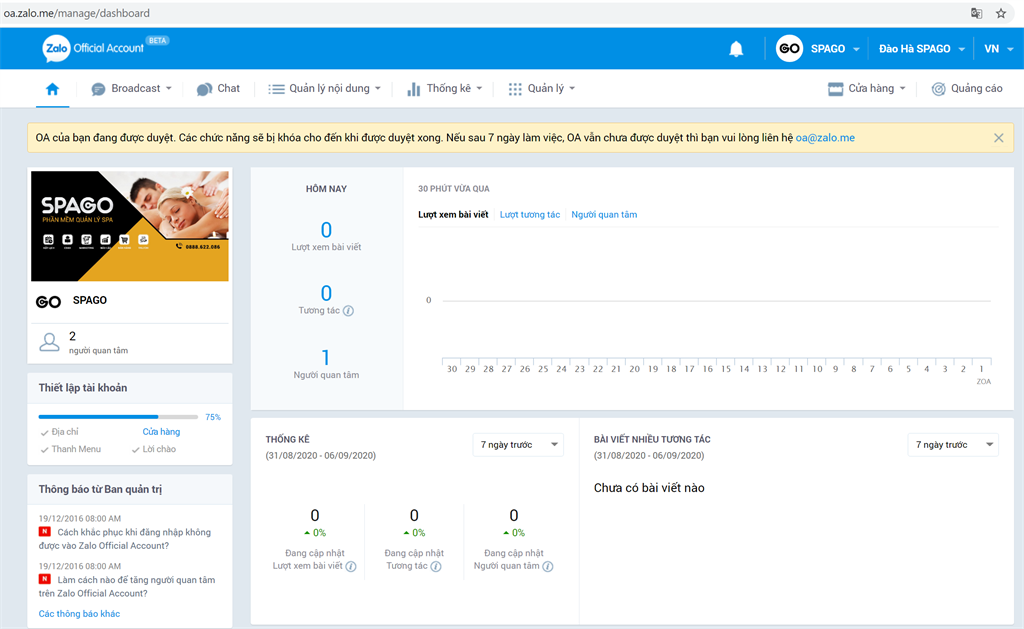 oa.zalo.me/manage/dashboard
Zalo Official Account BETA
GO SPAGO
Đào Hà SPAGO
VN
Broadcast
Chat
Quản lý nội dung
Thống kê
Quản lý
Cửa hàng
Quảng cáo
OA của bạn đang được duyệt. Các chức năng sẽ bị khóa cho đến khi được duyệt xong. Nếu sau 7 ngày làm việc, OA vẫn chưa được duyệt thì bạn vui lòng liên hệ oa@zalo.me
SPAGO
PHẦN MỀM QUẢN LÝ SPA
0888.622.586
GO SPAGO
2
người quan tâm
Thiết lập tài khoản
75%
Địa chỉ
Cửa hàng
Thanh Menu
Lời chào
Thông báo từ Ban quản trị
19/12/2016 08:00 AM
N Cách khắc phục khi đăng nhập không
được vào Zalo Official Account?
19/12/2016 08:00 AM
N Làm cách nào để tăng người quan tâm
trên Zalo Official Account?
Các thông báo khác
HÔM NAY
0
Lượt xem bài viết
0
Tương tác
1
Người quan tâm
30 PHÚT VỪA QUA
Lượt xem bài viết Lượt tương tác Người quan tâm
0
30 29 28 27 26 25 24 23 22 21 20 19 18 17 16 15 14 13 12 11 10 9 8 7 6 5 4 3 2 1
ZOA
THỐNG KÊ
(31/08/2020 - 06/09/2020)
7 ngày trước
0 0 0
0% 0% 0%
Đang cập nhật Đang cập nhật Đang cập nhật
Lượt xem bài viết Tương tác Người quan tâm
BÀI VIẾT NHIỀU TƯƠNG TÁC
(31/08/2020 - 06/09/2020)
7 ngày trước
Chưa có bài viết nào